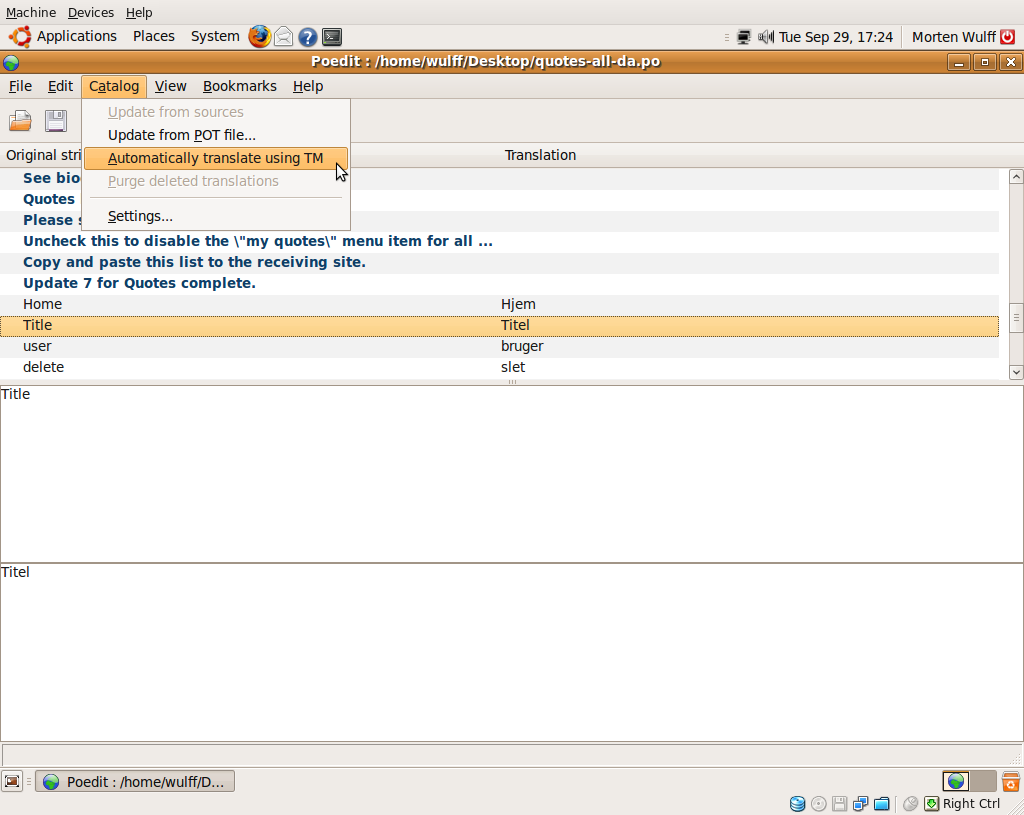 Machine Devices Help
Applications Places System Tue Sep 29, 17:24 Morten Wulff
Poedit : /home/wulff/Desktop/quotes-all-da.po
File Edit Catalog View Bookmarks Help
Update from sources
Update from POT file...
Automatically translate using TM
Purge deleted translations
Settings...
Original stri Translation
See bio
Quotes
Please s
Uncheck this to disable the \"my quotes\" menu item for all ...
Copy and paste this list to the receiving site.
Update 7 for Quotes complete.
Home Hjem
Title Titel
user bruger
delete slet
Title
Titel
Poedit : /home/wulff/D...
Right Ctrl